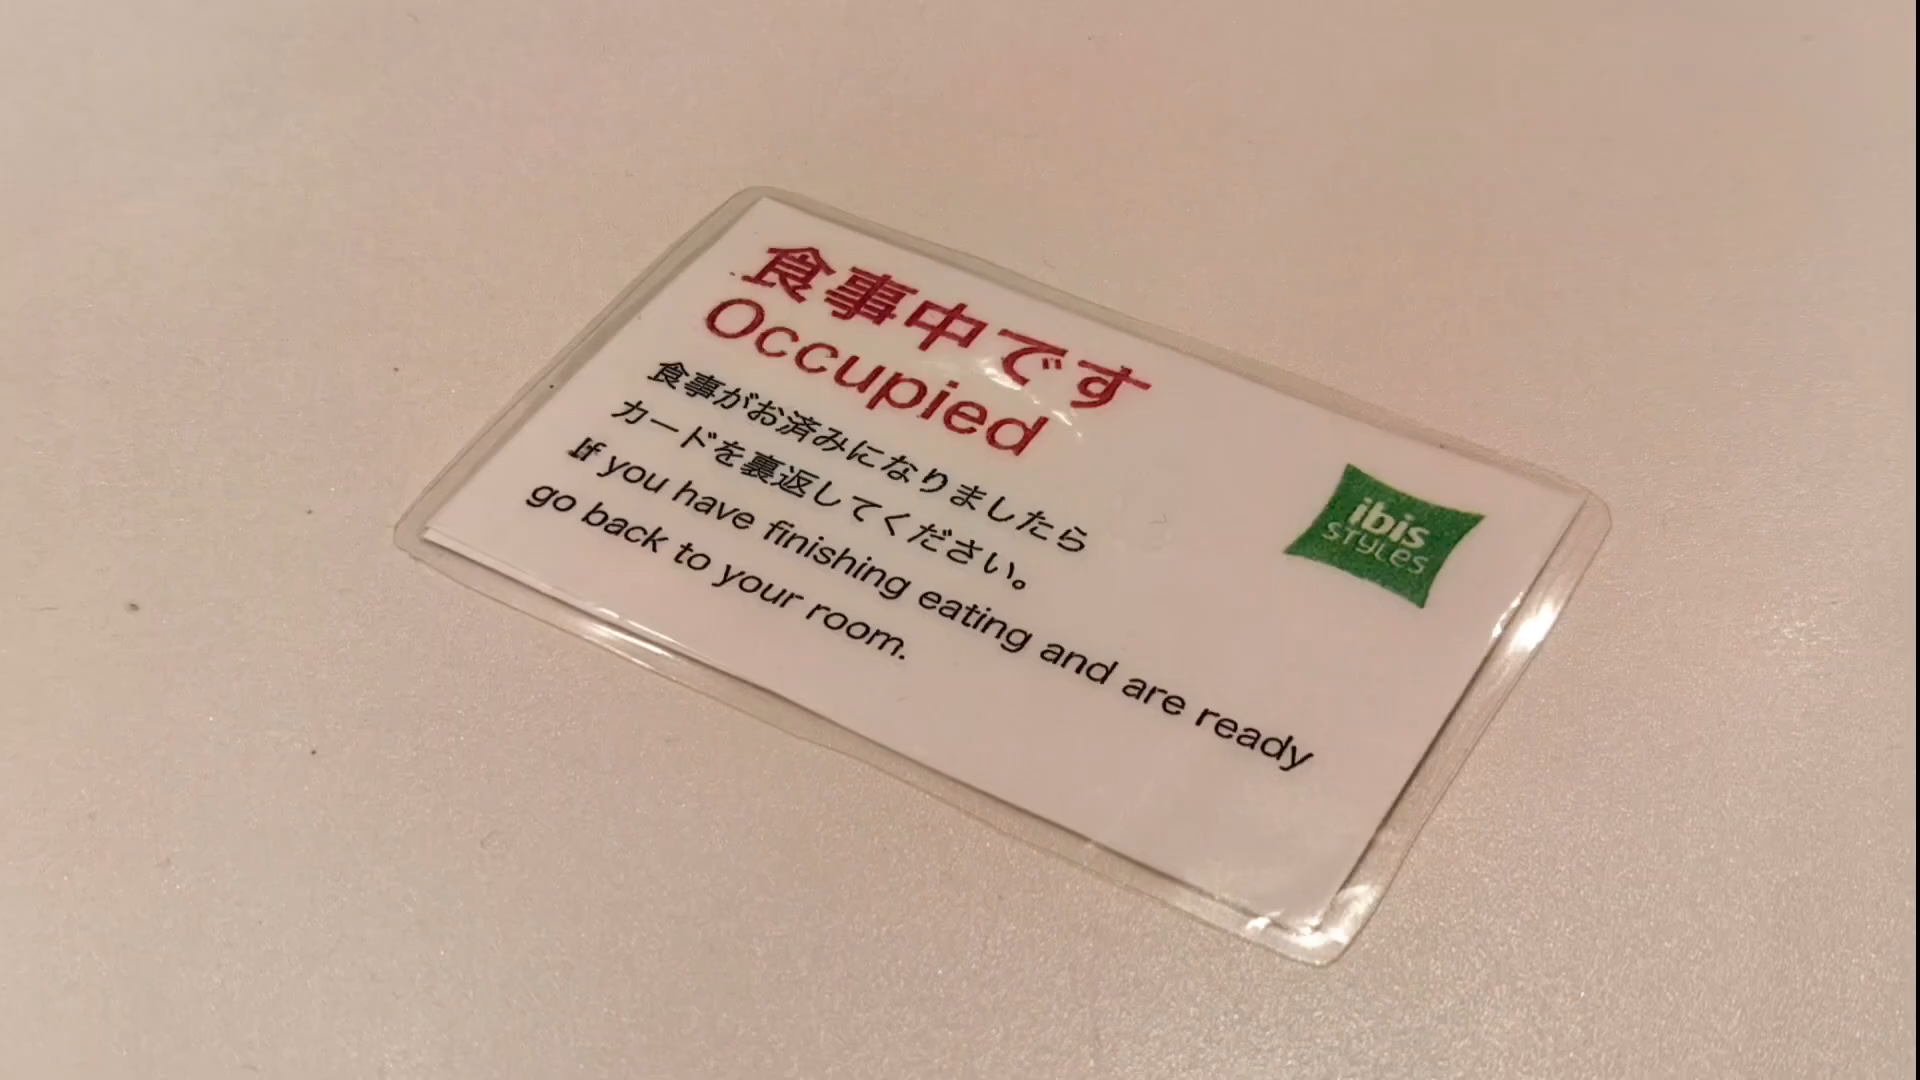 食事中です
Occupied
食事がお済みになりましたら
カードを裏返してください。
If you have finishing eating and are ready
go back to your room.
ibis
STYLES